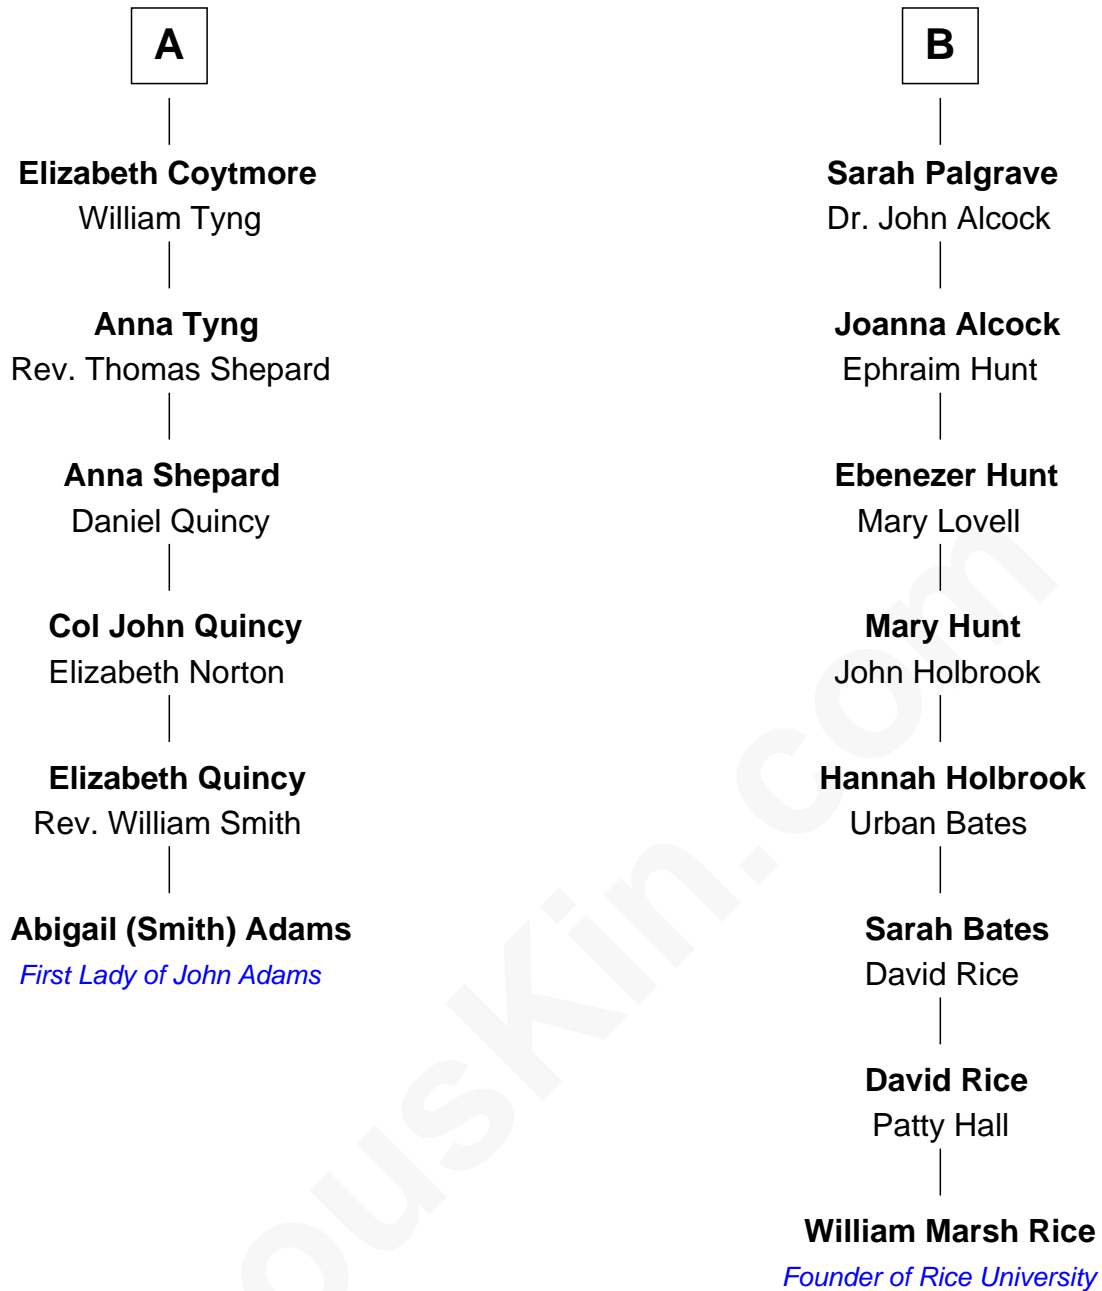 A
Elizabeth Coytmore
William Tyng
Anna Tyng
Rev. Thomas Shepard
Anna Shepard
Daniel Quincy
Col John Quincy
Elizabeth Norton
Elizabeth Quincy
Rev. William Smith
Abigail (Smith) Adams
First Lady of John Adams
B
Sarah Palgrave
Dr. John Alcock
Joanna Alcock
Ephraim Hunt
Ebenezer Hunt
Mary Lovell
Mary Hunt
John Holbrook
Hannah Holbrook
Urban Bates
Sarah Bates
David Rice
David Rice
Patty Hall
William Marsh Rice
Founder of Rice University
ousKin.com